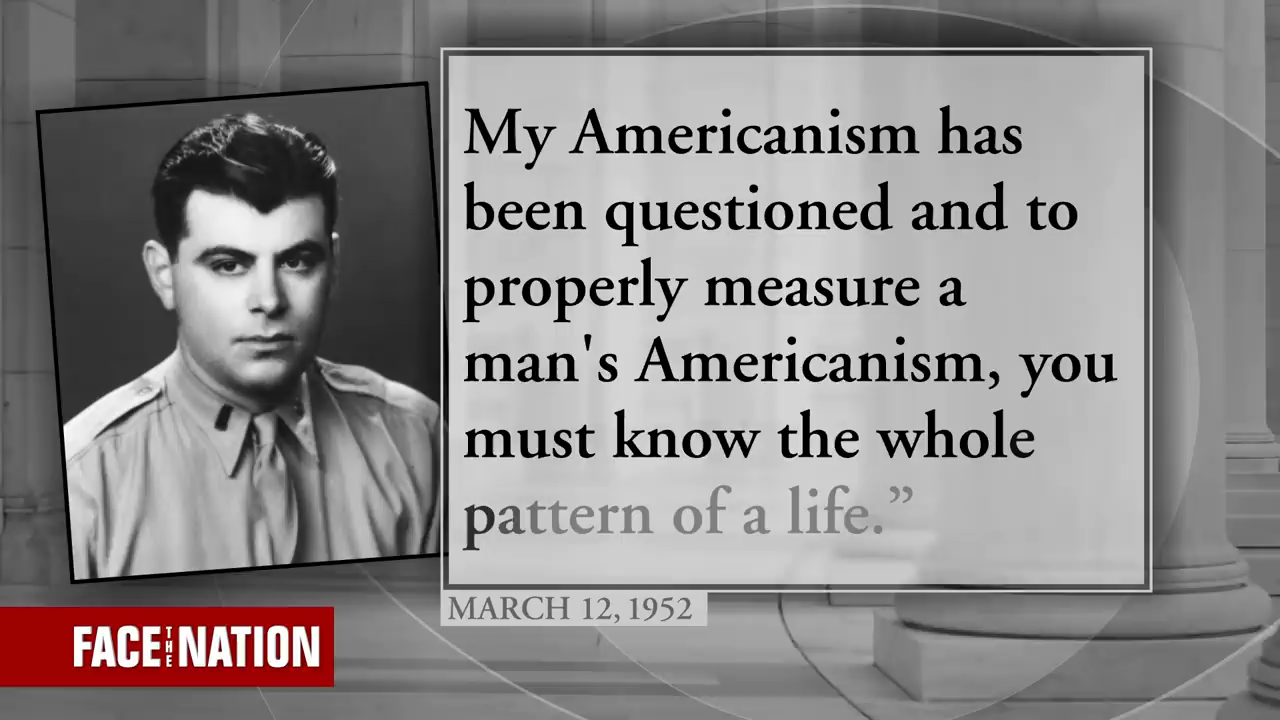 My Americanism has
been questioned and to
properly measure a
man's Americanism, you
must know the whole
pattern of a life.”
MARCH 12, 1952
FACE THE NATION